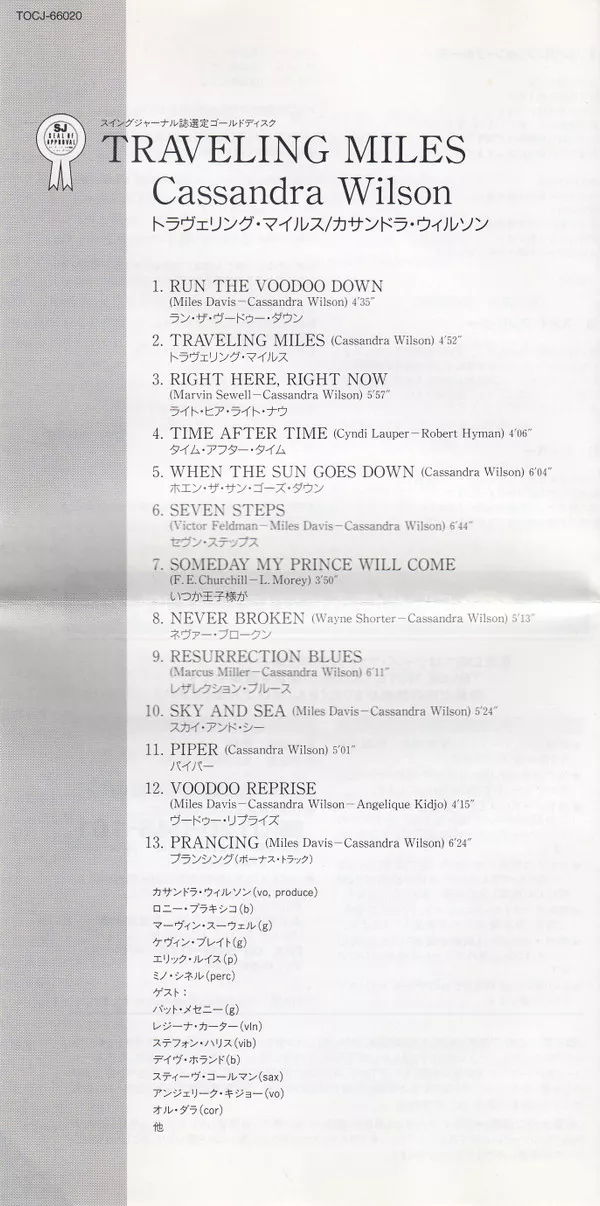 TOCJ-66020
スイングジャーナル誌選定ゴールドディスク
SJ
SEAL OF
APPROVAL
TRAVELING MILES
Cassandra Wilson
トラヴェリング・マイルス/カサンドラ・ウィルソン
1. RUN THE VOODOO DOWN
(Miles Davis－Cassandra Wilson) 4′35″
ラン・ザ・ヴードゥー・ダウン
2. TRAVELING MILES (Cassandra Wilson) 4′52″
トラヴェリング・マイルス
3. RIGHT HERE, RIGHT NOW
(Marvin Sewell－Cassandra Wilson) 5′57″
ライト・ヒア・ライト・ナウ
4. TIME AFTER TIME (Cyndi Lauper－Robert Hyman) 4′06″
タイム・アフター・タイム
5. WHEN THE SUN GOES DOWN (Cassandra Wilson) 6′04″
ホエン・ザ・サン・ゴーズ・ダウン
6. SEVEN STEPS
(Victor Feldman－Miles Davis－Cassandra Wilson) 6′44″
セヴン・ステップス
7. SOMEDAY MY PRINCE WILL COME
(F. E. Churchill－L. Morey) 3′50″
いつか王子様が
8. NEVER BROKEN (Wayne Shorter－Cassandra Wilson) 5′13″
ネヴァー・ブロークン
9. RESURRECTION BLUES
(Marcus Miller－Cassandra Wilson) 6′11″
レザレクション・ブルース
10. SKY AND SEA (Miles Davis－Cassandra Wilson) 5′24″
スカイ・アンド・シー
11. PIPER (Cassandra Wilson) 5′01″
パイパー
12. VOODOO REPRISE
(Miles Davis－Cassandra Wilson－Angelique Kidjo) 4′15″
ヴードゥー・リプライズ
13. PRANCING (Miles Davis－Cassandra Wilson) 6′24″
プランシング(ボーナス・トラック)
カサンドラ・ウィルソン(vo, produce)
ロニー・プラキシコ(b)
マーヴィン・スーウェル(g)
ケヴィン・ブレイト(g)
エリック・ルイス(p)
ミノ・シネル(perc)
ゲスト：
パット・メセニー(g)
レジーナ・カーター(vln)
ステフォン・ハリス(vib)
デイヴ・ホランド(b)
スティーヴ・コールマン(sax)
アンジェリーク・キジョー(vo)
オル・ダラ(cor)
他